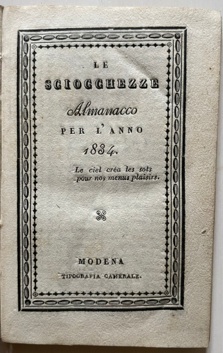 LE
SCIOCCHEZZE
Almanacco
PER L'ANNO
1834.
Le ciel créa les sots
pour nos menus plaisirs.
MODENA
TIPOGRAFIA CAMERALE.